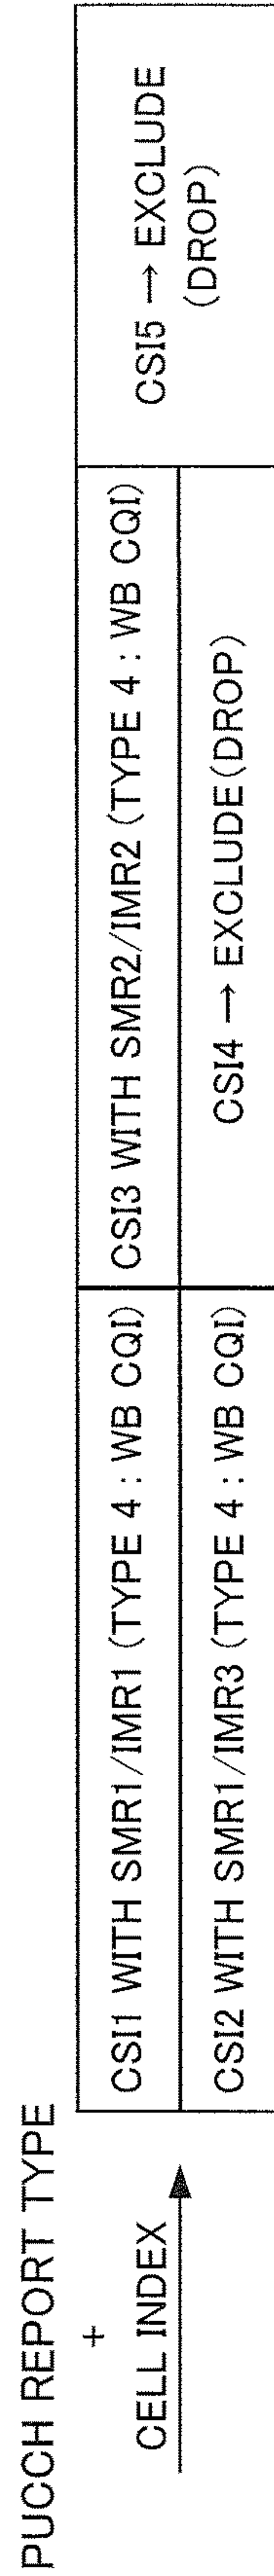 PUCCH REPORT TYPE
+
CELL INDEX
CSI1 WITH SMR1/IMR1 (TYPE 4 : WB CQI)
CSI3 WITH SMR2/IMR2 (TYPE 4 : WB CQI)
CSI5 → EXCLUDE
(DROP)
CSI2 WITH SMR1/IMR3 (TYPE 4 : WB CQI)
CSI4 → EXCLUDE(DROP)